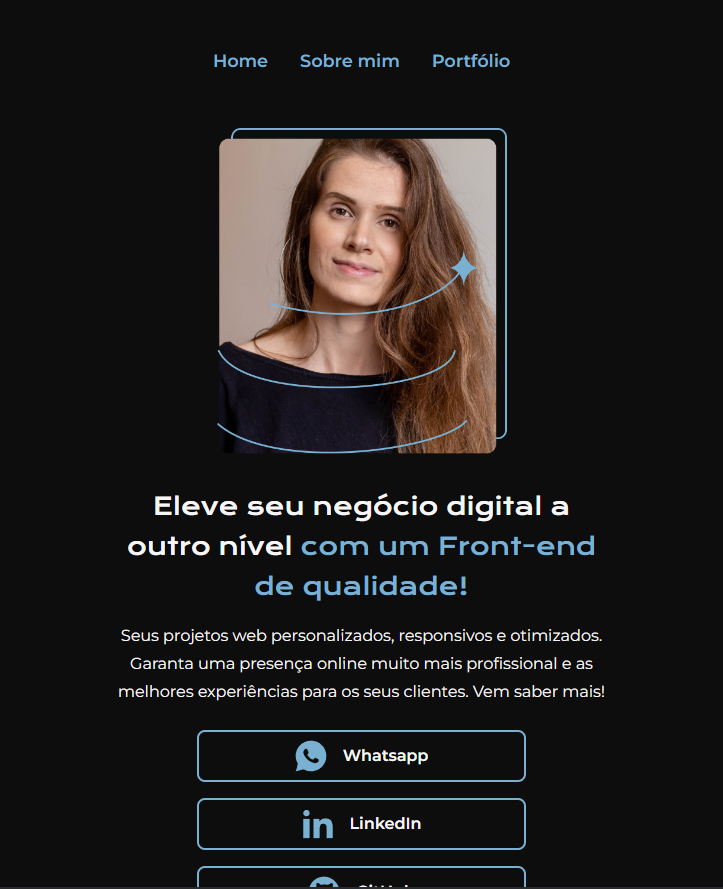 Home Sobre mim Portfólio
Eleve seu negócio digital a
outro nível com um Front-end
de qualidade!
Seus projetos web personalizados, responsivos e otimizados.
Garanta uma presença online muito mais profissional e as
melhores experiências para os seus clientes. Vem saber mais!
Whatsapp
LinkedIn